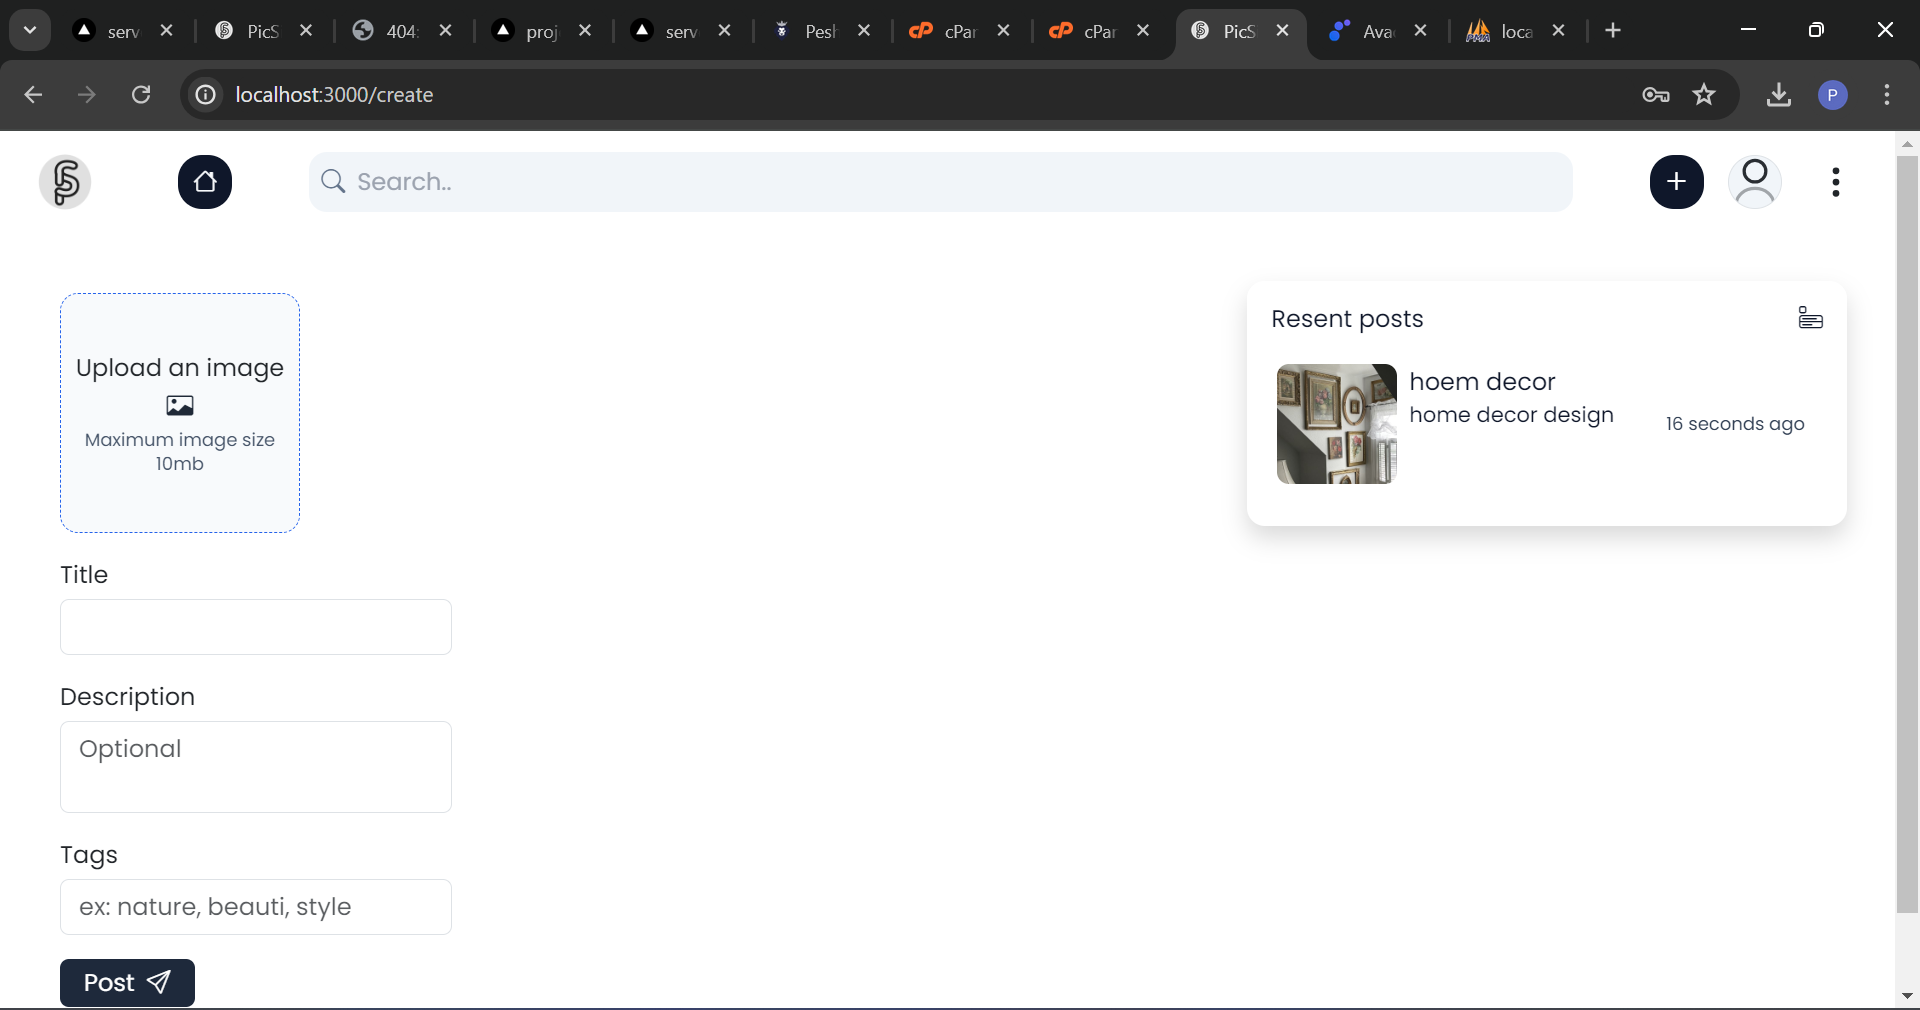 serv
PicS
404:
proj
serv
Pesh
cPar
cPar
PicS
Avac
loca
localhost:3000/create
P
Search..
Upload an image
Maximum image size
10mb
Title
Description
Optional
Tags
ex: nature, beauti, style
Post
Resent posts
hoem decor
home decor design
16 seconds ago